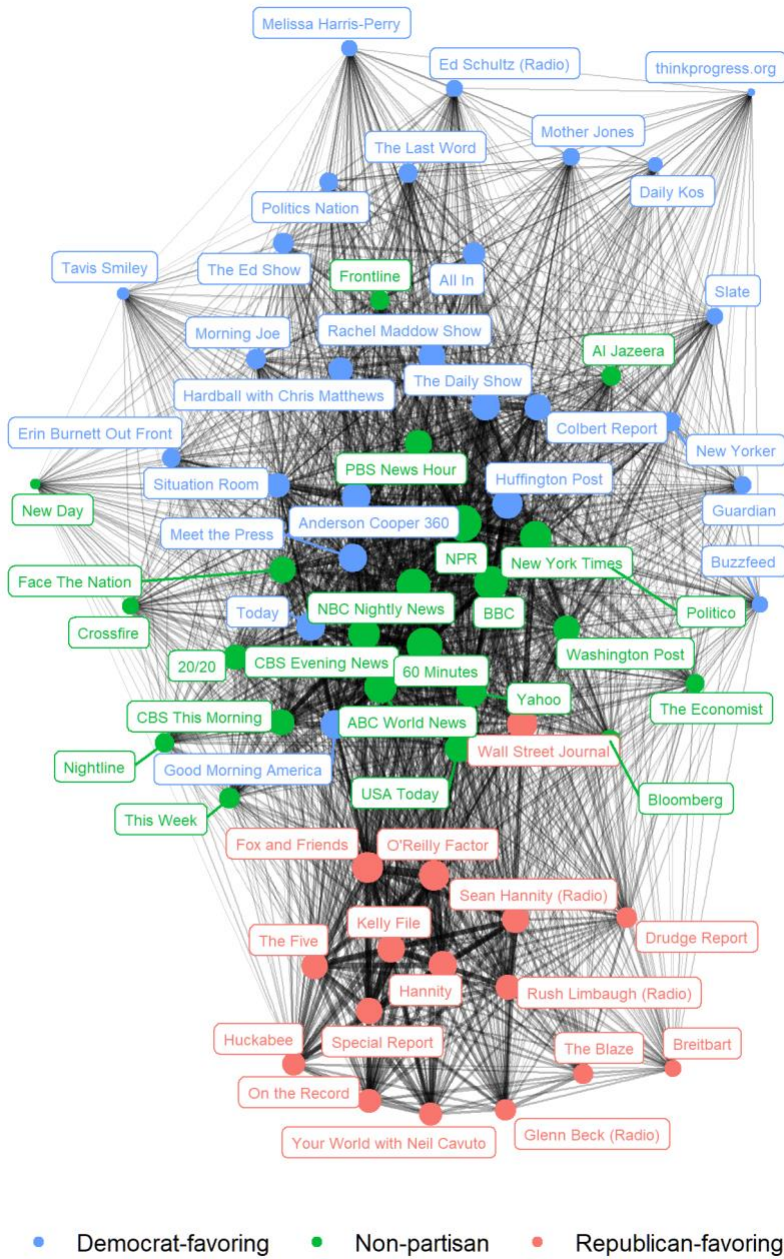 Melissa Harris-Perry
Ed Schultz (Radio)
thinkprogress.org
Mother Jones
The Last Word
Daily Kos
Politics Nation
Tavis Smiley
The Ed Show
Frontline
All In
Slate
Morning Joe
Rachel Maddow Show
Al Jazeera
Hardball with Chris Matthews
The Daily Show
Colbert Report
Erin Burnett Out Front
New Yorker
PBS News Hour
Situation Room
Huffington Post
New Day
Guardian
Anderson Cooper 360
Meet the Press
NPR
New York Times
Buzzfeed
Face The Nation
NBC Nightly News
BBC
Politico
Today
Crossfire
Washington Post
20/20
CBS Evening News
60 Minutes
Yahoo
The Economist
CBS This Morning
ABC World News
Wall Street Journal
Nightline
Good Morning America
USA Today
Bloomberg
This Week
Fox and Friends
O'Reilly Factor
Sean Hannity (Radio)
Kelly File
The Five
Drudge Report
Hannity
Rush Limbaugh (Radio)
Huckabee
Special Report
The Blaze
Breitbart
On the Record
Your World with Neil Cavuto
Glenn Beck (Radio)
Democrat-favoring
Non-partisan
Republican-favoring